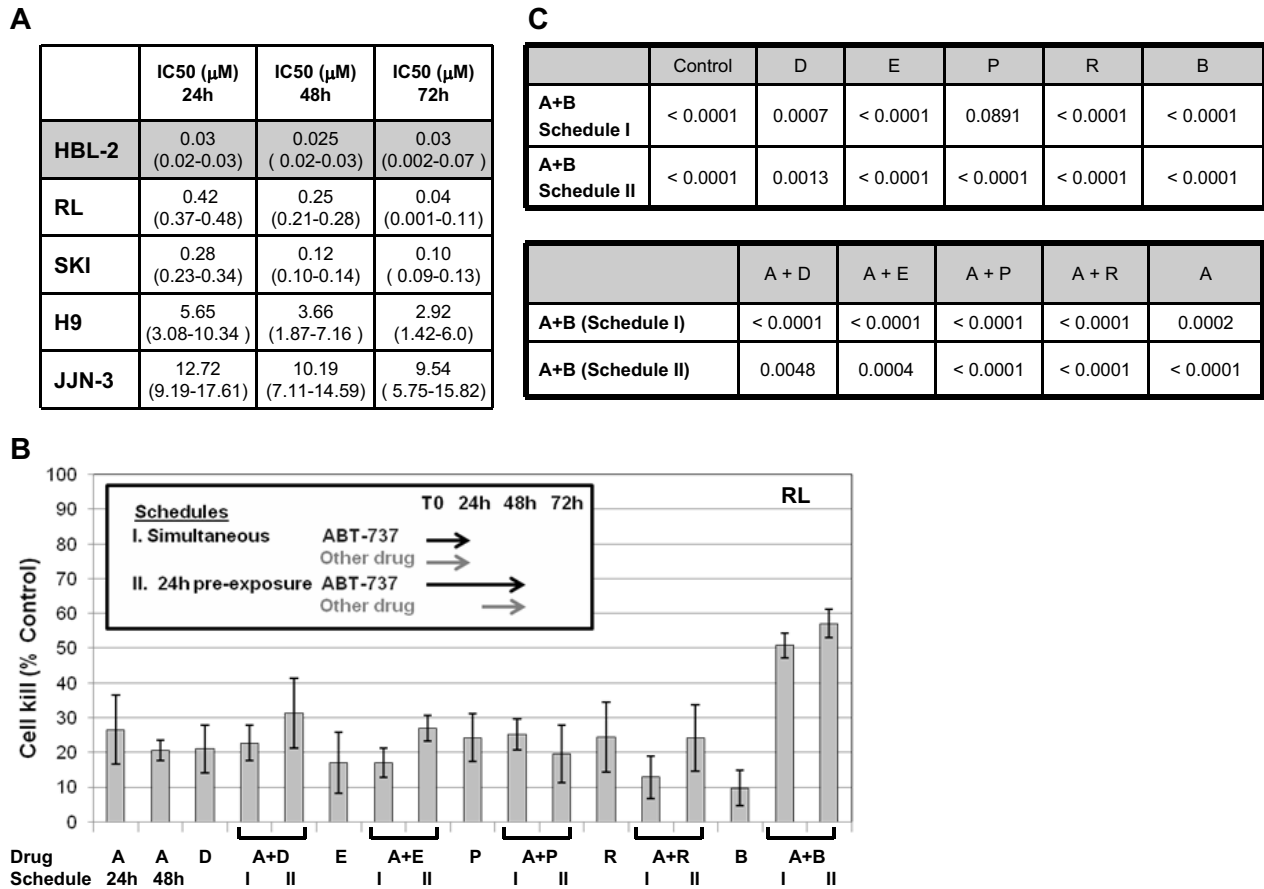 A
IC50 (μM) 24h IC50 (μM) 48h IC50 (μM) 72h
HBL-2 0.03 (0.02-0.03) 0.025 ( 0.02-0.03) 0.03 (0.002-0.07 )
RL 0.42 (0.37-0.48) 0.25 (0.21-0.28) 0.04 (0.001-0.11)
SKI 0.28 (0.23-0.34) 0.12 (0.10-0.14) 0.10 ( 0.09-0.13)
H9 5.65 (3.08-10.34 ) 3.66 (1.87-7.16 ) 2.92 (1.42-6.0)
JJN-3 12.72 (9.19-17.61) 10.19 (7.11-14.59) 9.54 ( 5.75-15.82)
C
Control D E P R B
A+B Schedule I < 0.0001 0.0007 < 0.0001 0.0891 < 0.0001 < 0.0001
A+B Schedule II < 0.0001 0.0013 < 0.0001 < 0.0001 < 0.0001 < 0.0001
A + D A + E A + P A + R A
A+B (Schedule I) < 0.0001 < 0.0001 < 0.0001 < 0.0001 0.0002
A+B (Schedule II) 0.0048 0.0004 < 0.0001 < 0.0001 < 0.0001
B
Cell kill (% Control)
100
90
80
70
60
50
40
30
20
10
0
RL
Schedules T0 24h 48h 72h
I. Simultaneous ABT-737
Other drug
II. 24h pre-exposure ABT-737
Other drug
Drug A A D A+D E A+E P A+P R A+R B A+B
Schedule 24h 48h I II I II I II I II I II